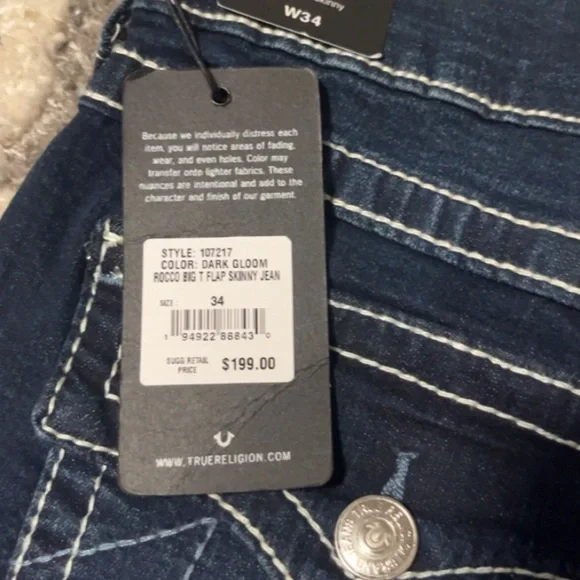 Skinny
W34
Because we individually distress each
item, you will notice areas of fading,
wear, and even holes. Color may
transfer onto lighter fabrics. These
nuances are intentional and add to the
character and finish of our garment.
STYLE: 107217
COLOR: DARK GLOOM
ROCCO BIG T FLAP SKINNY JEAN
SIZE: 34
1 94922 86843 0
SUGG RETAIL
PRICE $199.00
WWW.TRUERELIGION.COM